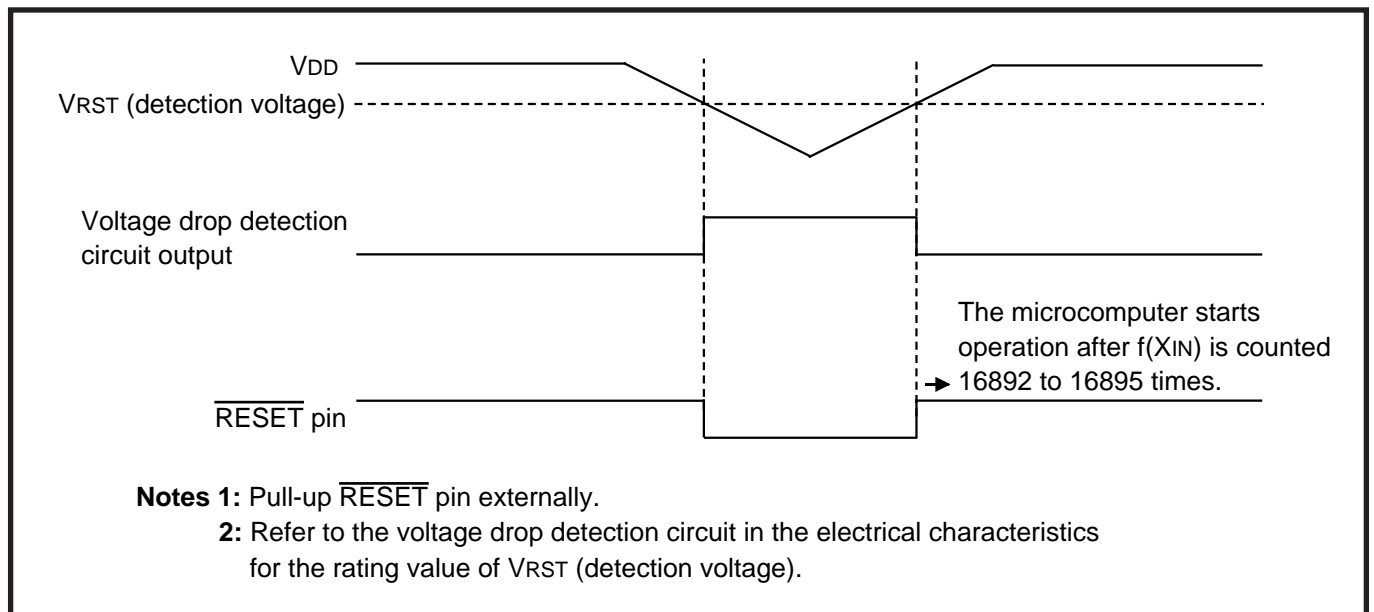 VDD
VRST (detection voltage)
Voltage drop detection
circuit output
The microcomputer starts
operation after f(XIN) is counted
16892 to 16895 times.
RESET pin
Notes 1: Pull-up RESET pin externally.
2: Refer to the voltage drop detection circuit in the electrical characteristics
for the rating value of VRST (detection voltage).